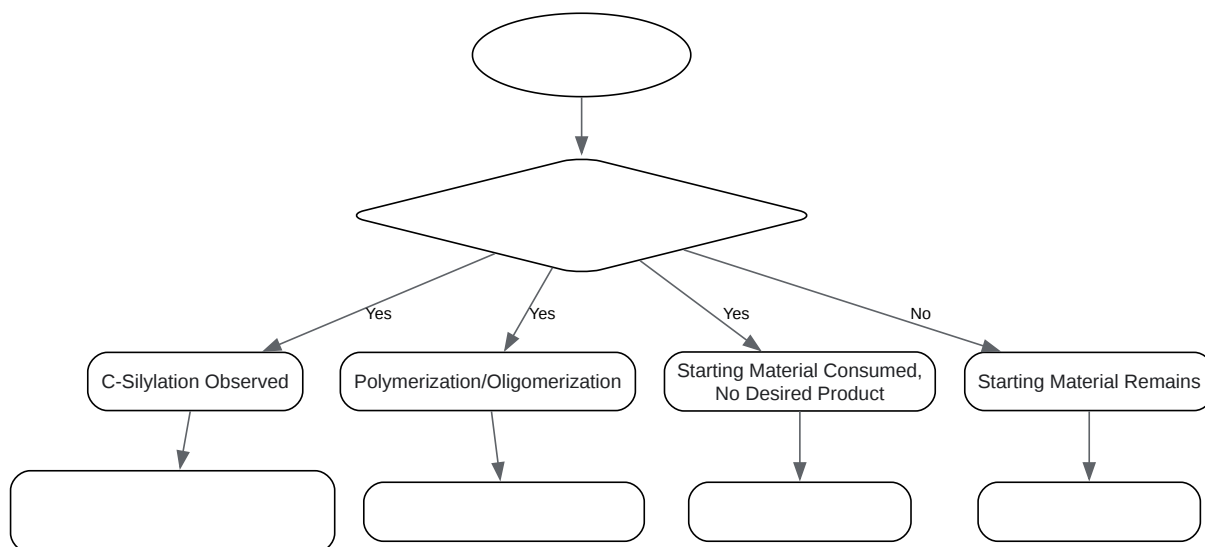 Yes
Yes
Yes
No
C-Silylation Observed
Polymerization/Oligomerization
Starting Material Consumed,
No Desired Product
Starting Material Remains